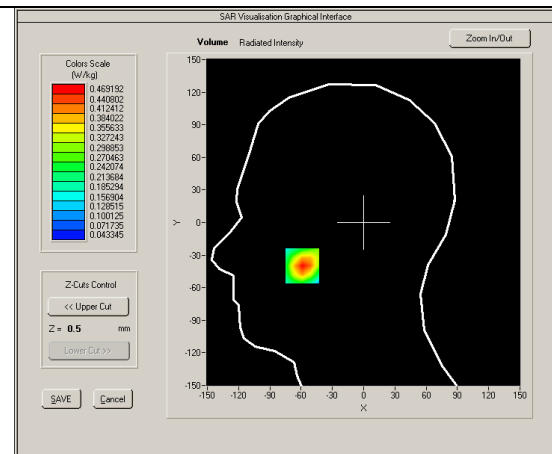 SAR Visualisation Graphical Interface
Volume Radiated Intensity
Zoom In/Out
Colors Scale
(W/kg)
0.469192
0.440802
0.412412
0.384022
0.355633
0.327243
0.298853
0.270463
0.242074
0.213684
0.185294
0.156904
0.128515
0.100125
0.071735
0.043345
Z-Cuts Control
<< Upper Cut
Z = 0.5 mm
Lower Cut >>
SAVE Cancel
150
120
90
60
30
0
-30
-60
-90
-120
-150
Y
-150 -120 -90 -60 -30 0 30 60 90 120 150
X